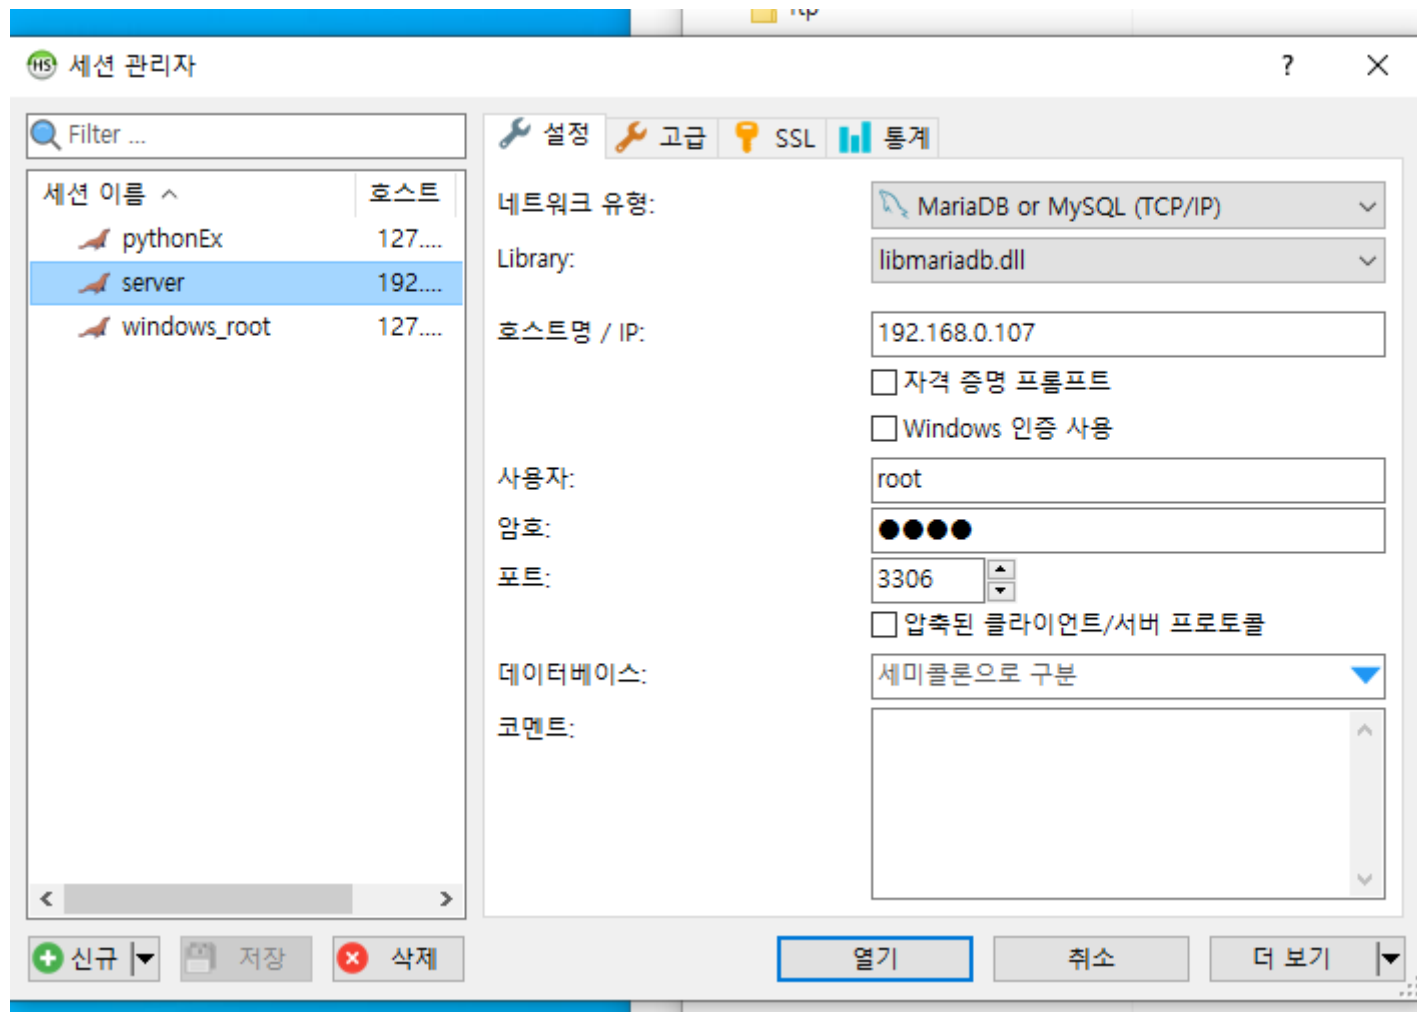 HS 세션 관리자 ?
Filter ...
세션 이름 호스트
pythonEx 127....
server 192....
windows_root 127....
설정 고급 SSL 통계
네트워크 유형: MariaDB or MySQL (TCP/IP)
Library: libmariadb.dll
호스트명 / IP: 192.168.0.107
자격 증명 프롬프트
Windows 인증 사용
사용자: root
암호: ●●●●
포트: 3306
압축된 클라이언트/서버 프로토콜
데이터베이스: 세미콜론으로 구분
코멘트:
신규 저장 삭제 열기 취소 더 보기